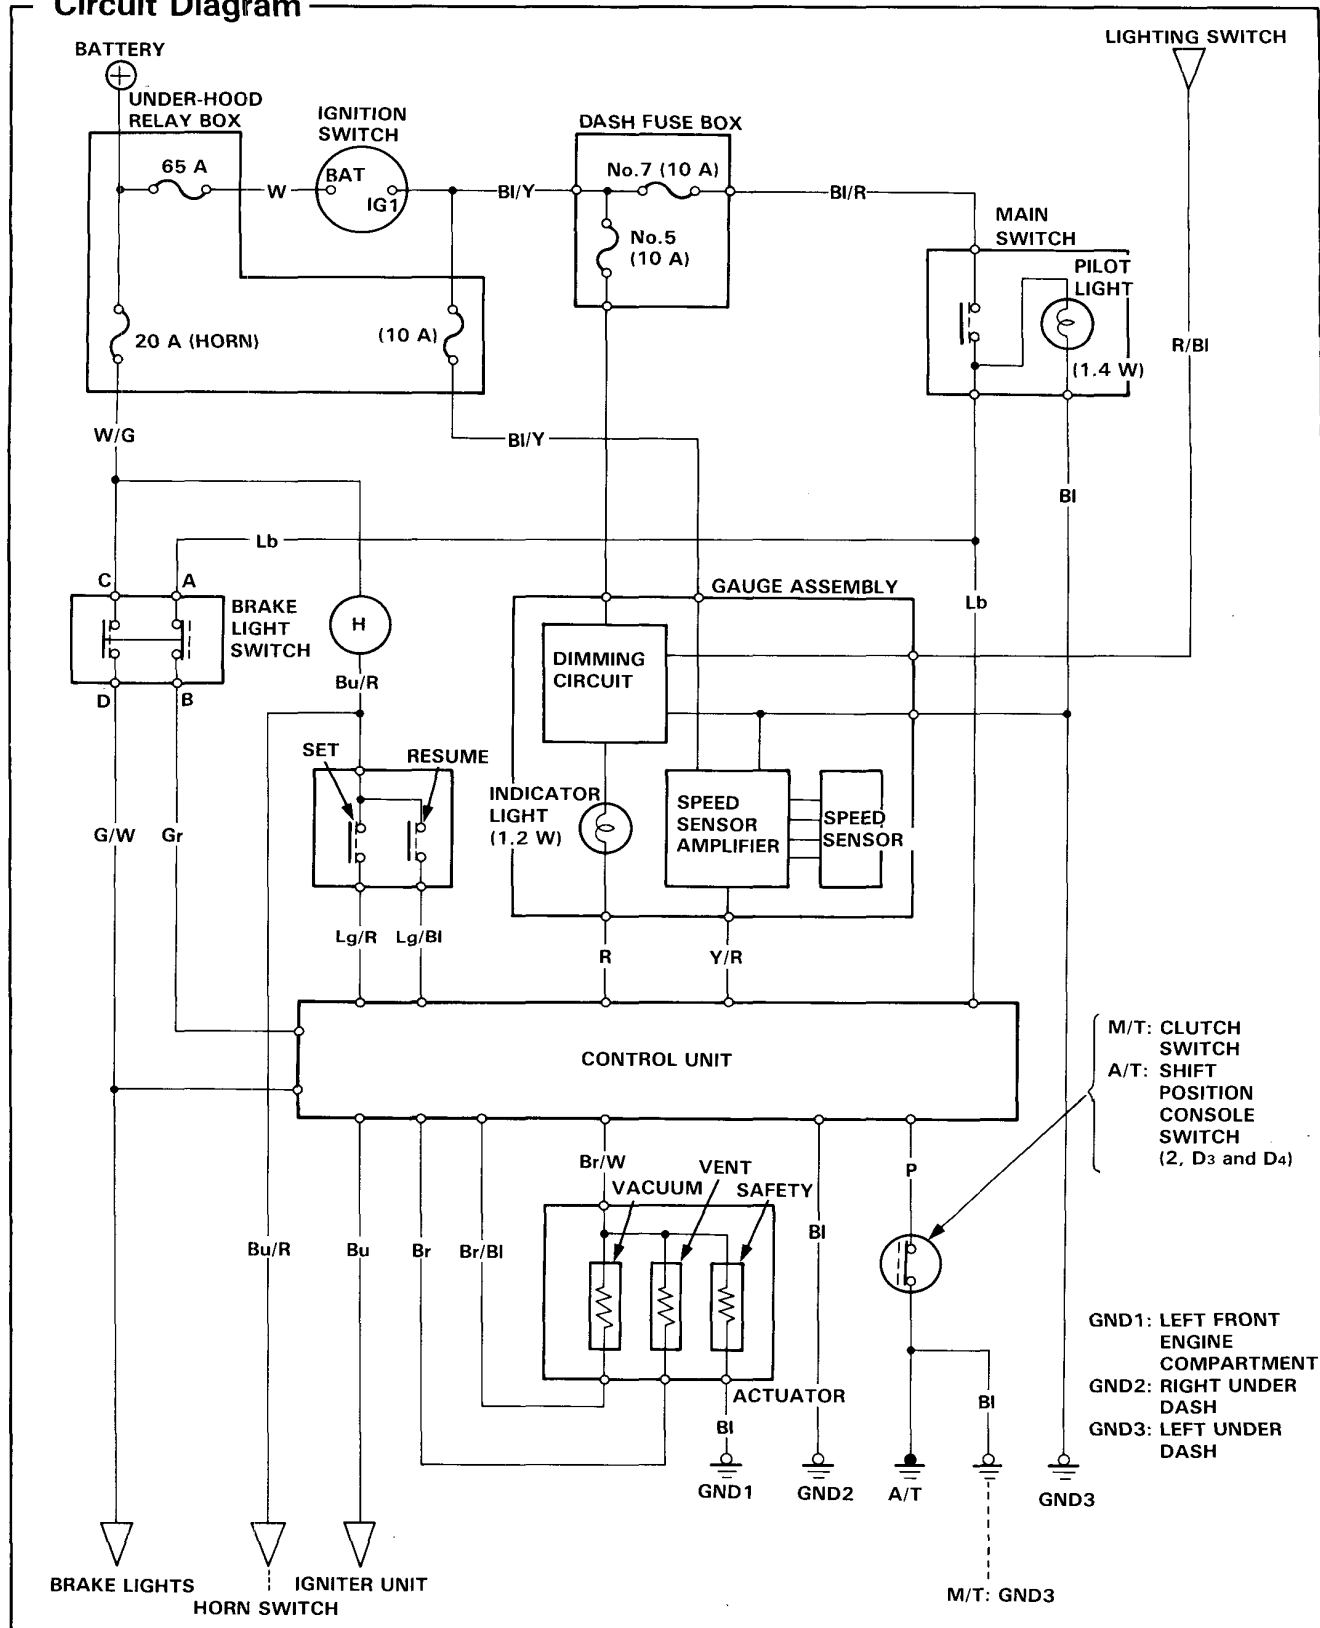 Circuit Diagram
BATTERY
LIGHTING SWITCH
UNDER-HOOD
RELAY BOX
IGNITION
SWITCH
DASH FUSE BOX
65 A
W
BAT
IG1
Bl/Y
No.7 (10 A)
Bl/R
No.5
(10 A)
MAIN
SWITCH
PILOT
LIGHT
(1.4 W)
R/Bl
20 A (HORN)
(10 A)
W/G
Bl/Y
Bl
Lb
C
A
BRAKE
LIGHT
SWITCH
H
GAUGE ASSEMBLY
Lb
DIMMING
CIRCUIT
D
B
Bu/R
SET
RESUME
INDICATOR
LIGHT
(1.2 W)
SPEED
SENSOR
AMPLIFIER
SPEED
SENSOR
G/W
Gr
Lg/R
Lg/Bl
R
Y/R
CONTROL UNIT
M/T: CLUTCH
SWITCH
A/T: SHIFT
POSITION
CONSOLE
SWITCH
(2, D3 and D4)
Br/W
VACUUM
VENT
SAFETY
P
Bu/R
Bu
Br
Br/Bl
Bl
ACTUATOR
Bl
Bl
GND1: LEFT FRONT
ENGINE
COMPARTMENT
GND2: RIGHT UNDER
DASH
GND3: LEFT UNDER
DASH
GND1
GND2
A/T
GND3
BRAKE LIGHTS
HORN SWITCH
IGNITER UNIT
M/T: GND3